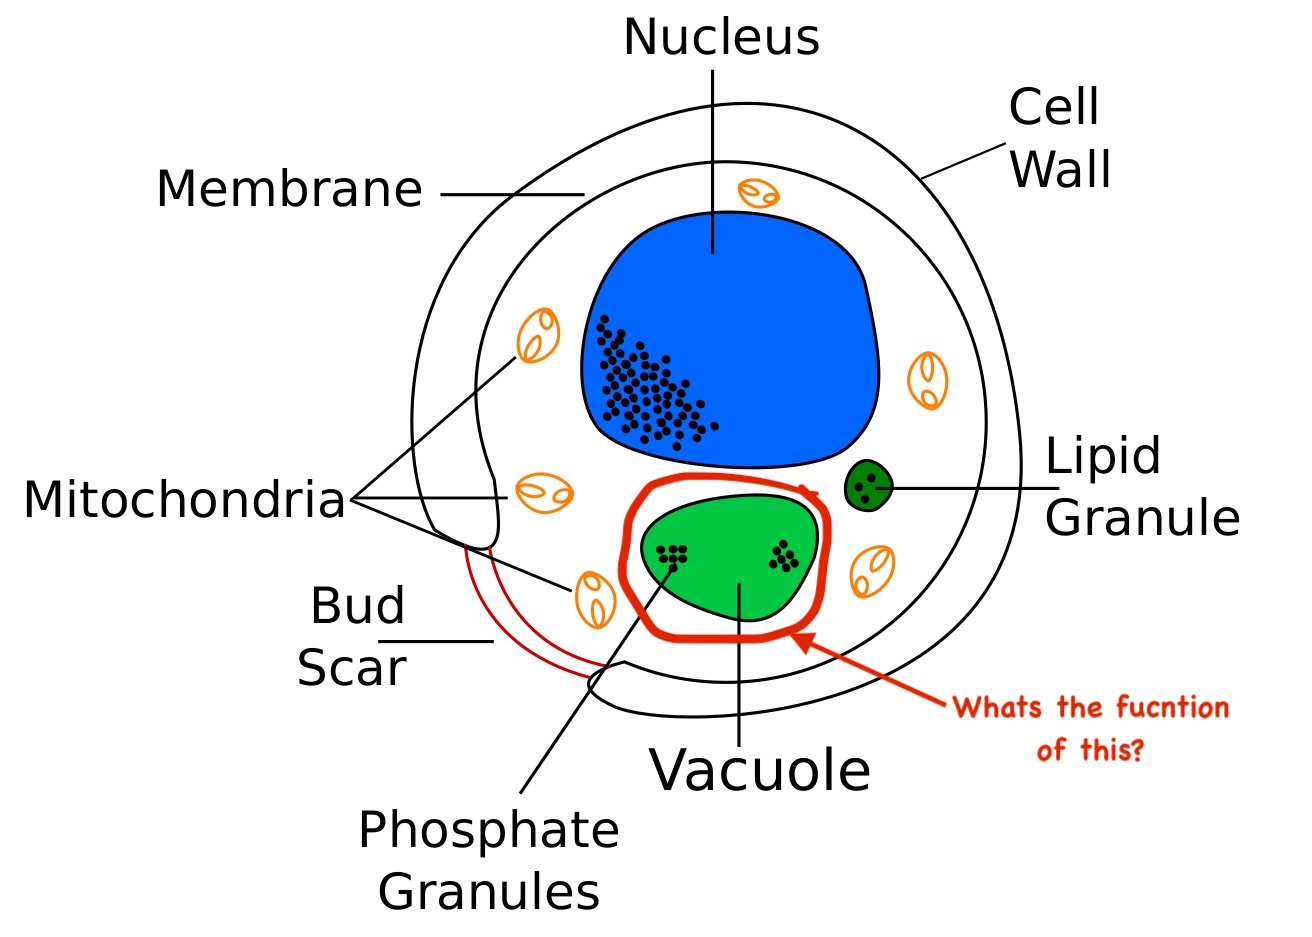 Nucleus
Cell
Wall
Membrane
Lipid
Granule
Mitochondria
Bud
Scar
Whats the fucntion
of this?
Vacuole
Phosphate
Granules